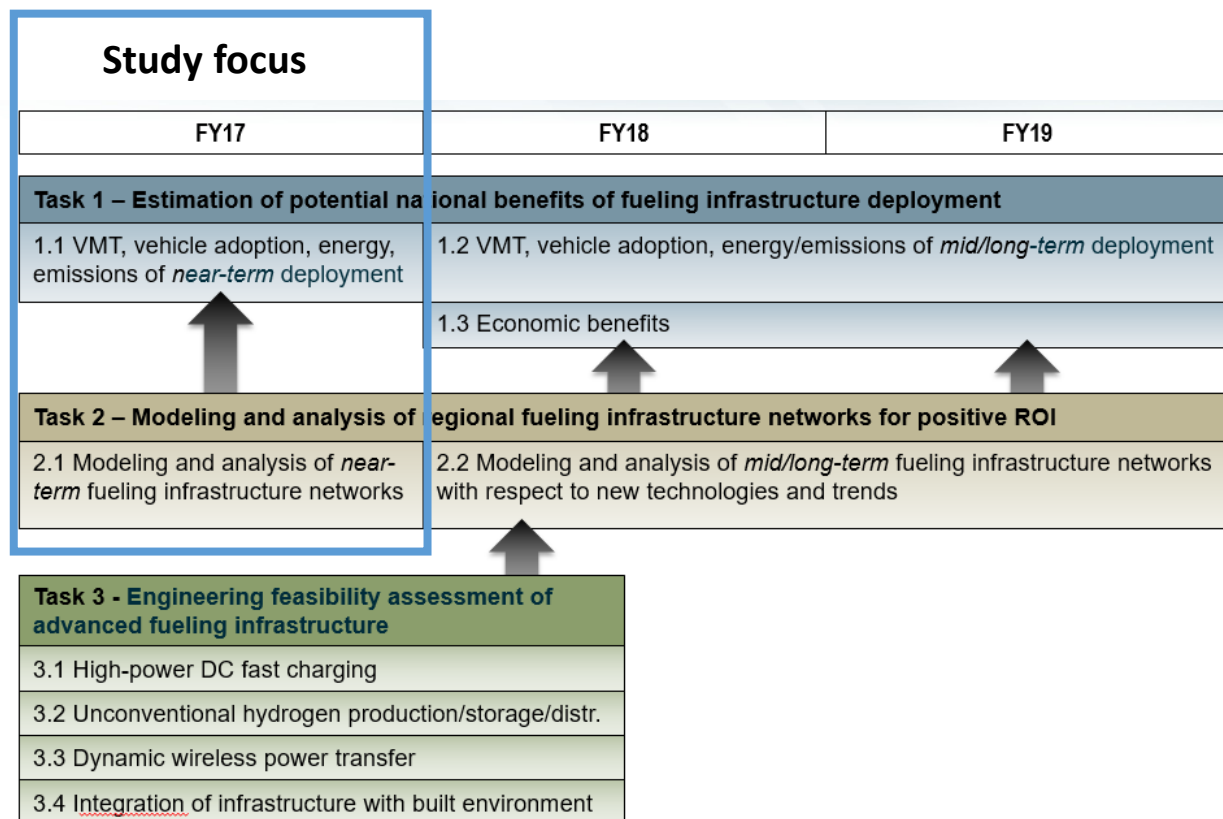 Study focus
FY17
FY18
FY19
Task 1 – Estimation of potential national benefits of fueling infrastructure deployment
1.1 VMT, vehicle adoption, energy,
emissions of near-term deployment
1.2 VMT, vehicle adoption, energy/emissions of mid/long-term deployment
1.3 Economic benefits
Task 2 – Modeling and analysis of regional fueling infrastructure networks for positive ROI
2.1 Modeling and analysis of near-
term fueling infrastructure networks
2.2 Modeling and analysis of mid/long-term fueling infrastructure networks
with respect to new technologies and trends
Task 3 - Engineering feasibility assessment of
advanced fueling infrastructure
3.1 High-power DC fast charging
3.2 Unconventional hydrogen production/storage/distr.
3.3 Dynamic wireless power transfer
3.4 Integration of infrastructure with built environment